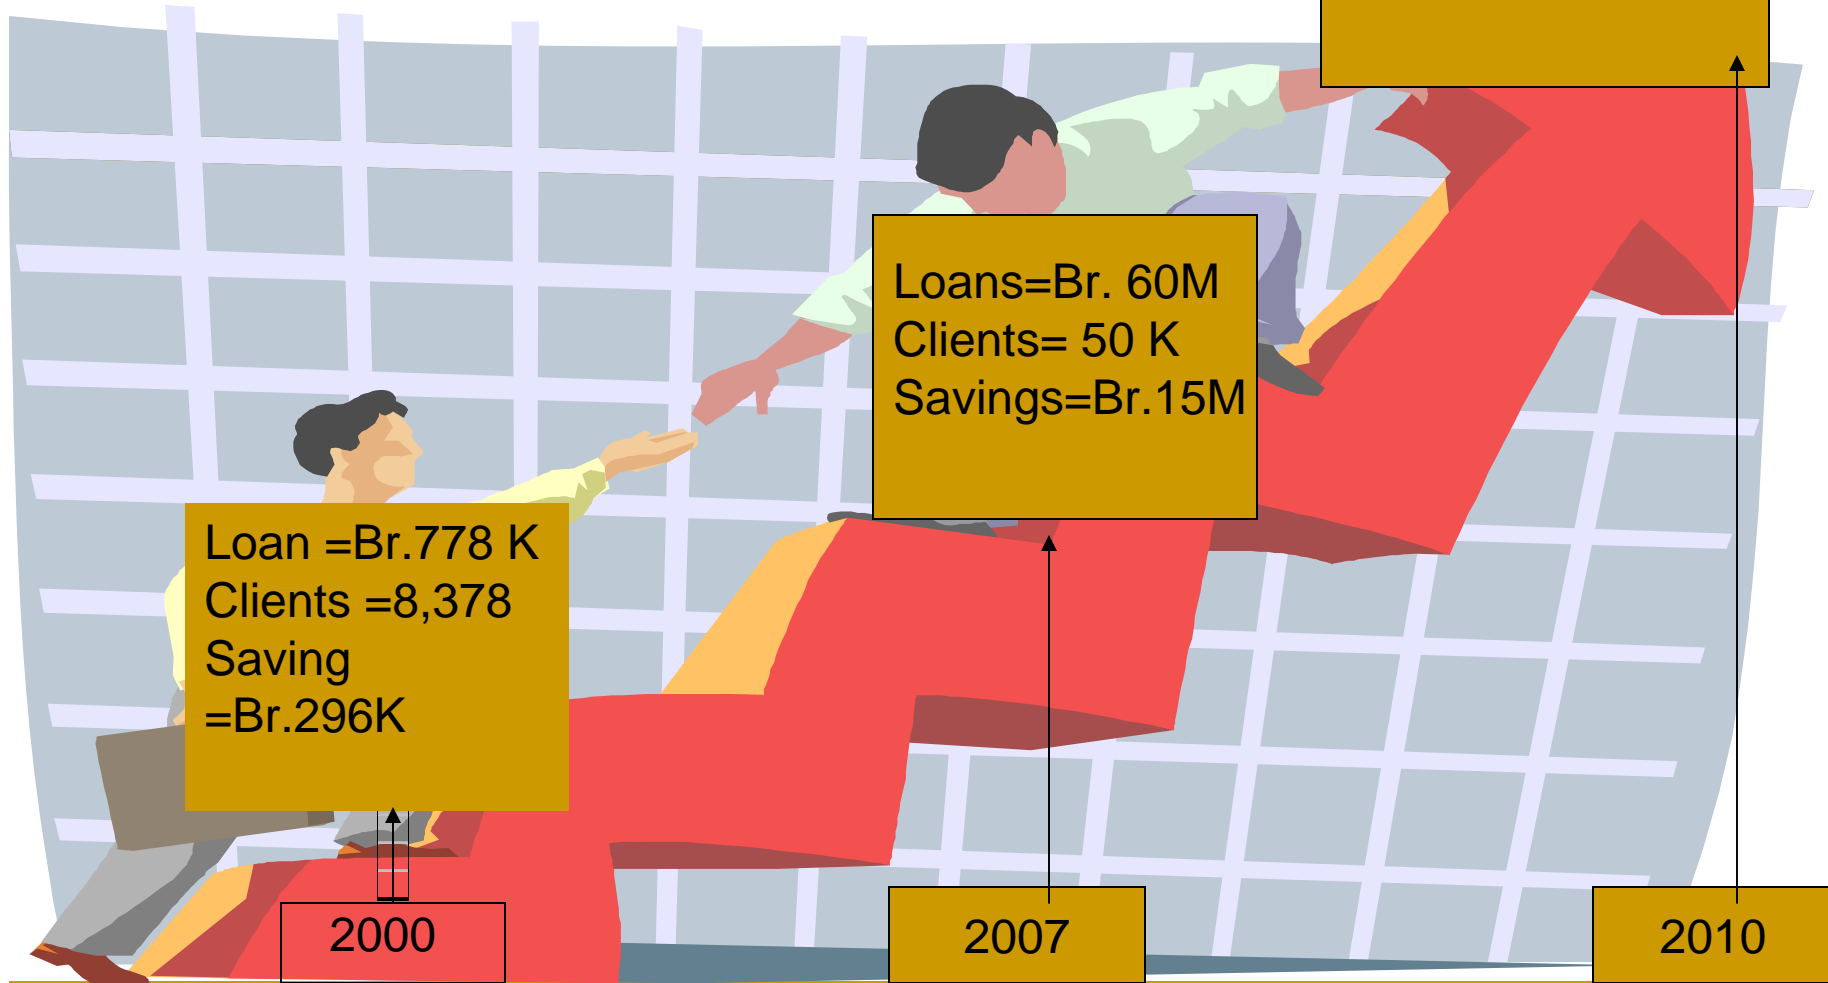 Loans=Br. 60M
Clients= 50 K
Savings=Br.15M
Loan =Br.778 K
Clients =8,378
Saving
=Br.296K
2000
2007
2010